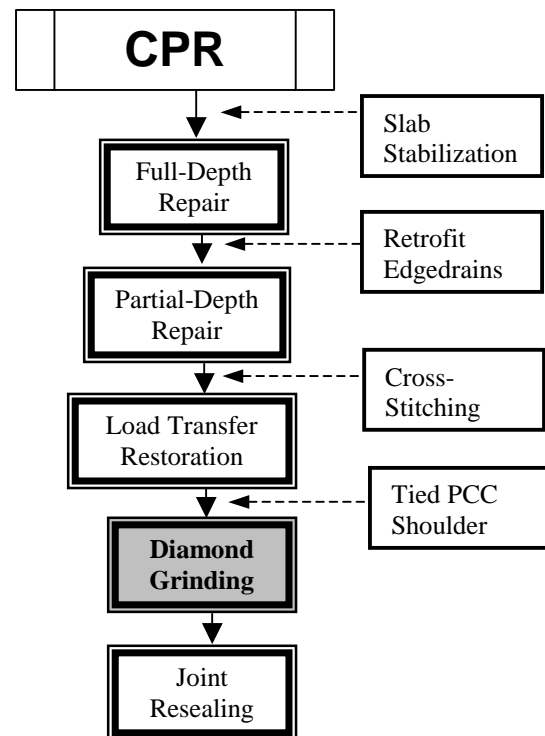 CPR
Slab
Stabilization
Full-Depth
Repair
Retrofit
Edgedrains
Partial-Depth
Repair
Cross-
Stitching
Load Transfer
Restoration
Tied PCC
Shoulder
Diamond
Grinding
Joint
Resealing